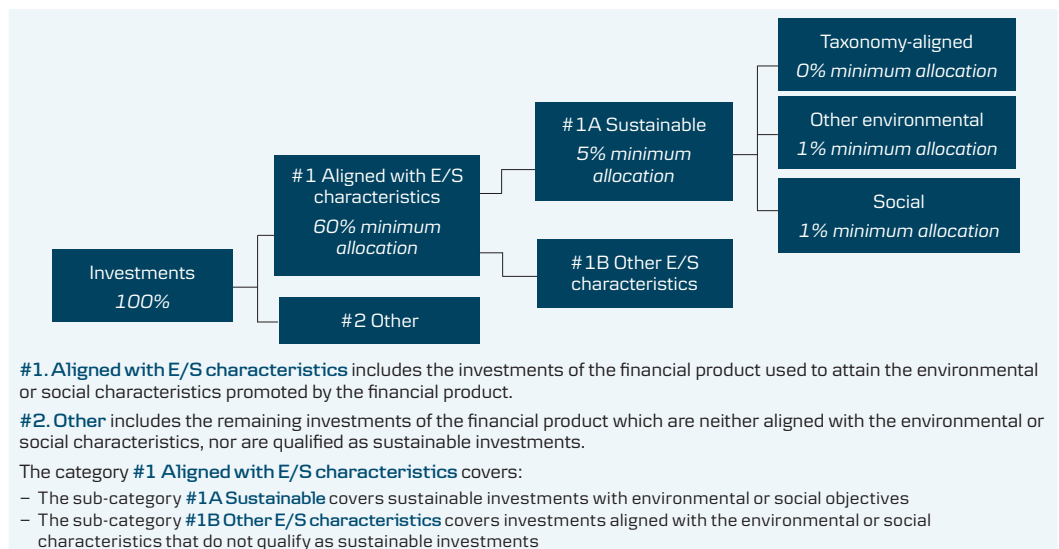 Taxonomy-aligned
0% minimum allocation
Other environmental
1% minimum allocation
Social
1% minimum allocation
#1A Sustainable
5% minimum
allocation
#1 Aligned with E/S
characteristics
60% minimum
allocation
#1B Other E/S
characteristics
Investments
100%
#2 Other
#1. Aligned with E/S characteristics includes the investments of the financial product used to attain the environmental
or social characteristics promoted by the financial product.
#2. Other includes the remaining investments of the financial product which are neither aligned with the environmental or
social characteristics, nor are qualified as sustainable investments.
The category #1 Aligned with E/S characteristics covers:
– The sub-category #1A Sustainable covers sustainable investments with environmental or social objectives
– The sub-category #1B Other E/S characteristics covers investments aligned with the environmental or social
characteristics that do not qualify as sustainable investments